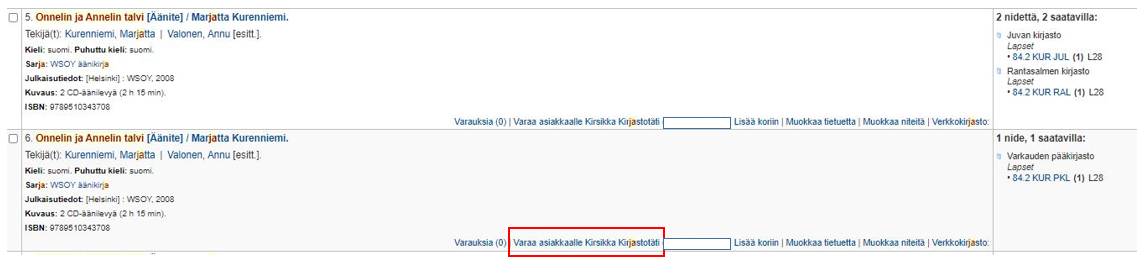 5. Onnelin ja Annelin talvi [Äänite] / Marjatta Kurenniemi.
Tekijä(t): Kurenniemi, Marjatta | Valonen, Annu [esitt.].
Kieli: suomi. Puhuttu kieli: suomi.
Sarja: WSOY äänikirja
Julkaisutiedot: [Helsinki] : WSOY, 2008
Kuvaus: 2 CD-äänilevyä (2 h 15 min).
ISBN: 9789510343708
Varauksia (0) | Varaa asiakkaalle Kirsikka Kirjastotäti Lisää koriin | Muokkaa tietuetta | Muokkaa niteitä | Verkkokirjasto:
2 nidettä, 2 saatavilla:
Juvan kirjasto
Lapset
• 84.2 KUR JUL (1) L28
Rantasalmen kirjasto
Lapset
• 84.2 KUR RAL (1) L28
6. Onnelin ja Annelin talvi [Äänite] / Marjatta Kurenniemi.
Tekijä(t): Kurenniemi, Marjatta | Valonen, Annu [esitt.].
Kieli: suomi. Puhuttu kieli: suomi.
Sarja: WSOY äänikirja
Julkaisutiedot: [Helsinki] : WSOY, 2008
Kuvaus: 2 CD-äänilevyä (2 h 15 min).
ISBN: 9789510343708
Varauksia (0) | Varaa asiakkaalle Kirsikka Kirjastotäti Lisää koriin | Muokkaa tietuetta | Muokkaa niteitä | Verkkokirjasto:
1 nide, 1 saatavilla:
Varkauden pääkirjasto
Lapset
• 84.2 KUR PKL (1) L28